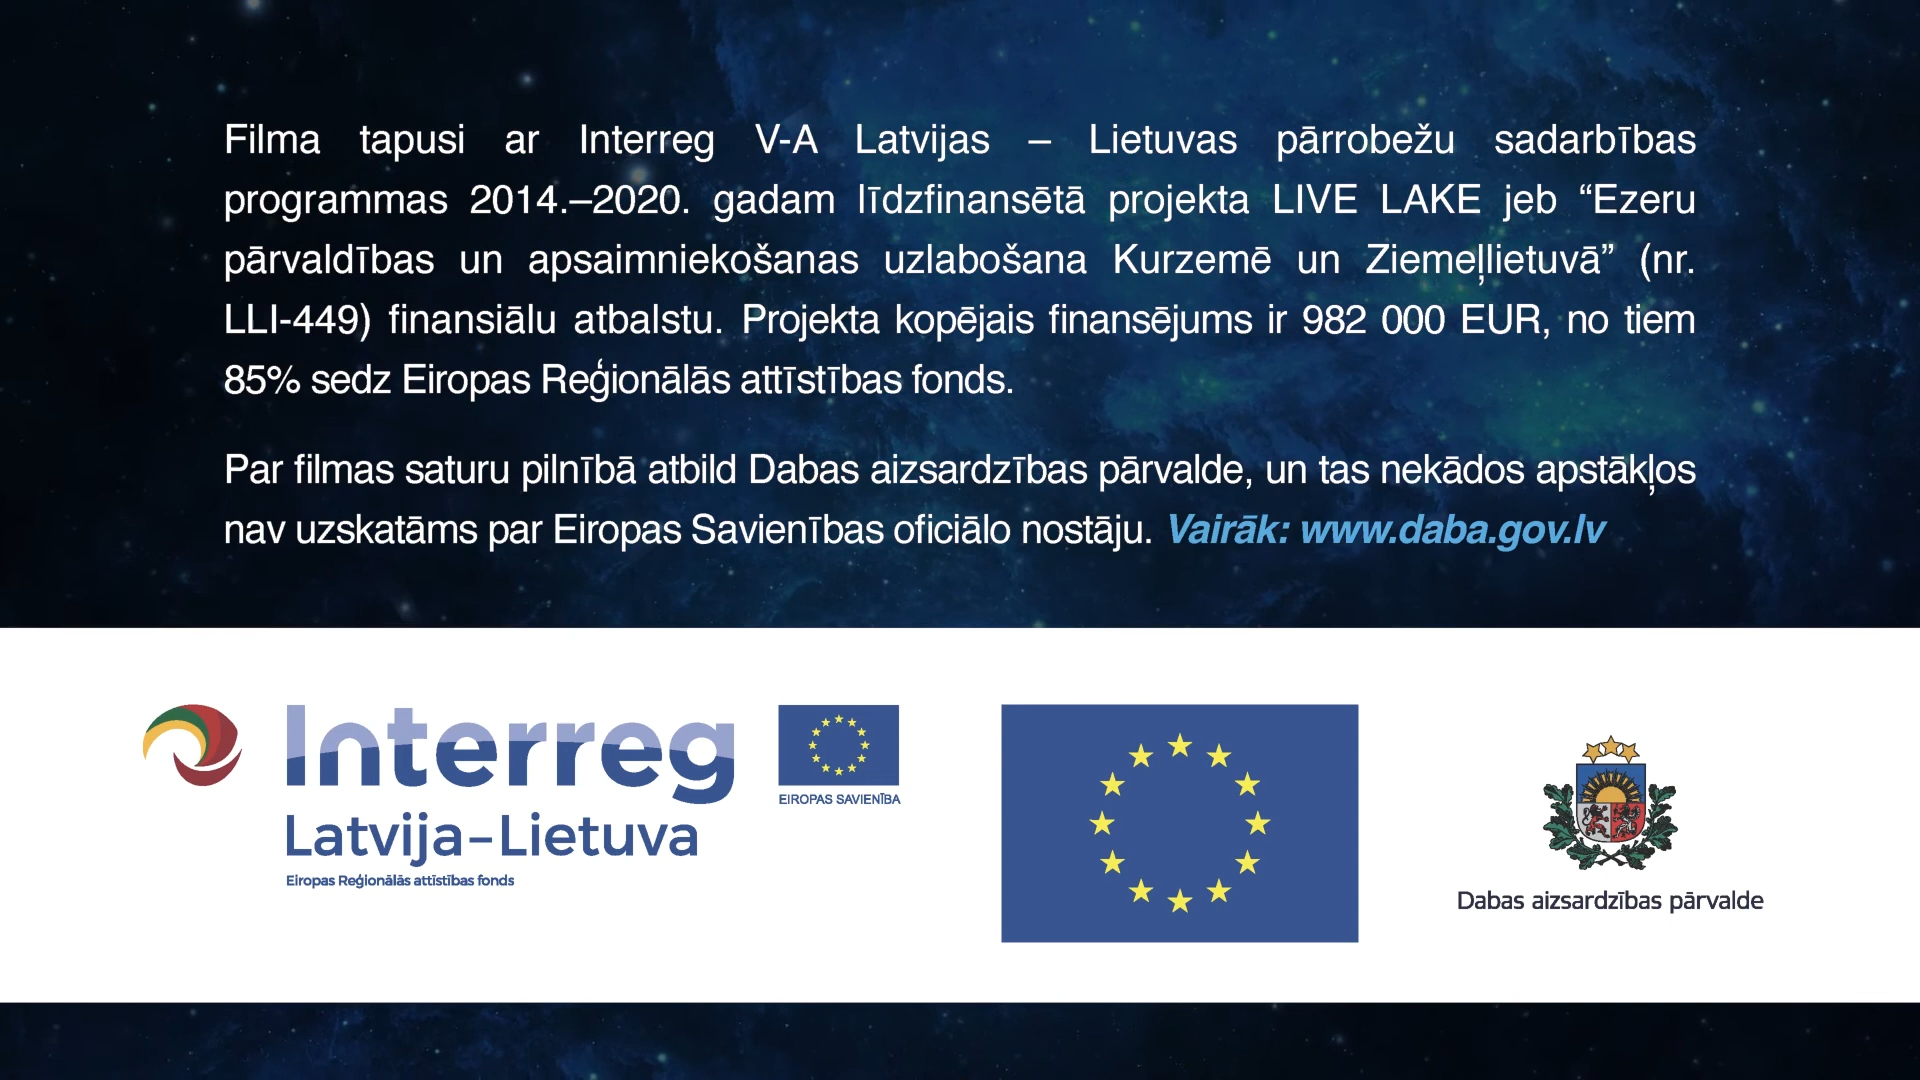 Filma tapusi ar Interreg V-A Latvijas – Lietuvas pārrobežu sadarbības
programmas 2014.–2020. gadam līdzfinansētā projekta LIVE LAKE jeb “Ezeru
pārvaldības un apsaimniekošanas uzlabošana Kurzemē un Ziemeļlietuvā” (nr.
LLI-449) finansiālu atbalstu. Projekta kopējais finansējums ir 982 000 EUR, no tiem
85% sedz Eiropas Reģionālās attīstības fonds.
Par filmas saturu pilnībā atbild Dabas aizsardzības pārvalde, un tas nekādos apstākļos
nav uzskatāms par Eiropas Savienības oficiālo nostāju. Vairāk: www.daba.gov.lv
Interreg
Latvija–Lietuva
Eiropas Reģionālās attīstības fonds
EIROPAS SAVIENĪBA
Dabas aizsardzības pārvalde